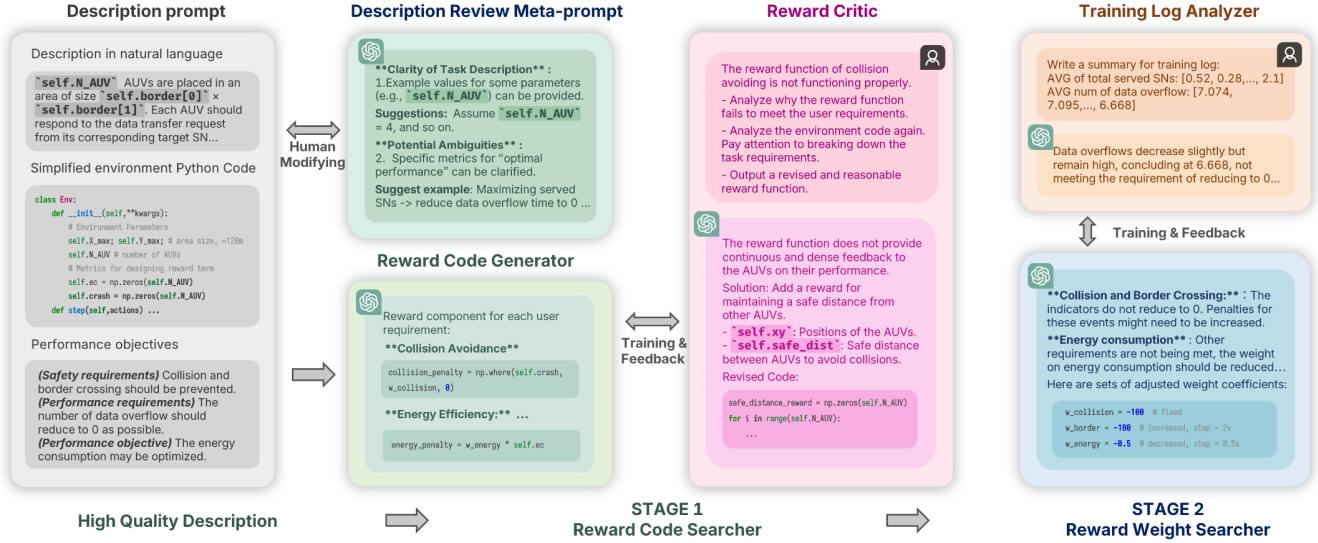 Description prompt
Description in natural language
`self.N_AUV` AUVs are placed in an
area of size `self.border[0]` ×
`self.border[1]`. Each AUV should
respond to the data transfer request
from its corresponding target SN...
Simplified environment Python Code
class Env:
def __init__(self,**kwargs):
# Environment Parameters
self.X_max; self.Y_max; # area size, ~120m
self.N_AUV # number of AUVs
# Metrics for designing reward term
self.ec = np.zeros(self.N_AUV)
self.crash = np.zeros(self.N_AUV)
def step(self,actions) ...
Performance objectives
(Safety requirements) Collision and
border crossing should be prevented.
(Performance requirements) The
number of data overflow should
reduce to 0 as possible.
(Performance objective) The energy
consumption may be optimized.
High Quality Description
Human
Modifying
Description Review Meta-prompt
**Clarity of Task Description** :
1.Example values for some parameters
(e.g., `self.N_AUV`) can be provided.
Suggestions: Assume `self.N_AUV`
= 4, and so on.
**Potential Ambiguities** :
2. Specific metrics for “optimal
performance” can be clarified.
Suggest example: Maximizing served
SNs -> reduce data overflow time to 0 ...
Reward Code Generator
Reward component for each user
requirement:
**Collision Avoidance**
collision_penalty = np.where(self.crash,
w_collision, 0)
**Energy Efficiency:** ...
energy_penalty = w_energy * self.ec
Training &
Feedback
Reward Critic
The reward function of collision
avoiding is not functioning properly.
- Analyze why the reward function
fails to meet the user requirements.
- Analyze the environment code again.
Pay attention to breaking down the
task requirements.
- Output a revised and reasonable
reward function.
The reward function does not provide
continuous and dense feedback to
the AUVs on their performance.
Solution: Add a reward for
maintaining a safe distance from
other AUVs.
- `self.xy`: Positions of the AUVs.
- `self.safe_dist`: Safe distance
between AUVs to avoid collisions.
Revised Code:
safe_distance_reward = np.zeros(self.N_AUV)
for i in range(self.N_AUV):
...
STAGE 1
Reward Code Searcher
Training Log Analyzer
Write a summary for training log:
AVG of total served SNs: [0.52, 0.28,..., 2.1]
AVG num of data overflow: [7.074,
7.095,..., 6.668]
Data overflows decrease slightly but
remain high, concluding at 6.668, not
meeting the requirement of reducing to 0...
Training & Feedback
**Collision and Border Crossing:** : The
indicators do not reduce to 0. Penalties for
these events might need to be increased.
**Energy consumption** : Other
requirements are not being met, the weight
on energy consumption should be reduced...
Here are sets of adjusted weight coefficients:
w_collision = -100 # fixed
w_border = -100 # increased, step = 2x
w_energy = -0.5 # decreased, step = 0.5x
STAGE 2
Reward Weight Searcher